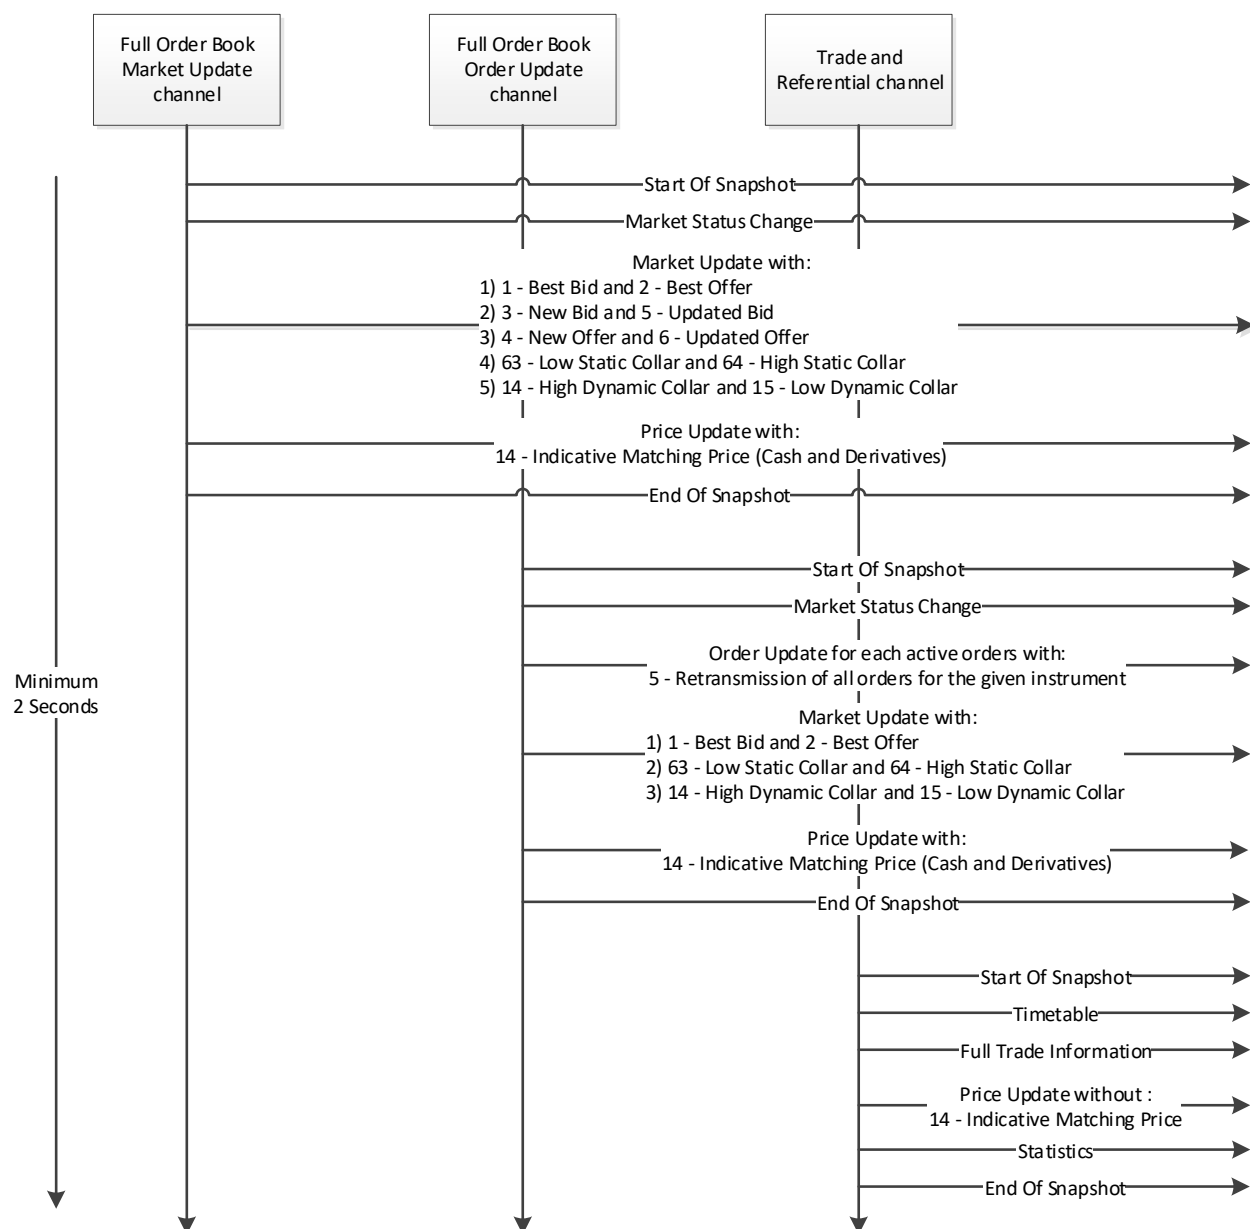 Full Order Book
Market Update
channel
Full Order Book
Order Update
channel
Trade and
Referential channel
Start Of Snapshot
Market Status Change
Market Update with:
1) 1 - Best Bid and 2 - Best Offer
2) 3 - New Bid and 5 - Updated Bid
3) 4 - New Offer and 6 - Updated Offer
4) 63 - Low Static Collar and 64 - High Static Collar
5) 14 - High Dynamic Collar and 15 - Low Dynamic Collar
Price Update with:
14 - Indicative Matching Price (Cash and Derivatives)
End Of Snapshot
Start Of Snapshot
Market Status Change
Order Update for each active orders with:
5 - Retransmission of all orders for the given instrument
Minimum
2 Seconds
Market Update with:
1) 1 - Best Bid and 2 - Best Offer
2) 63 - Low Static Collar and 64 - High Static Collar
3) 14 - High Dynamic Collar and 15 - Low Dynamic Collar
Price Update with:
14 - Indicative Matching Price (Cash and Derivatives)
End Of Snapshot
Start Of Snapshot
Timetable
Full Trade Information
Price Update without :
14 - Indicative Matching Price
Statistics
End Of Snapshot